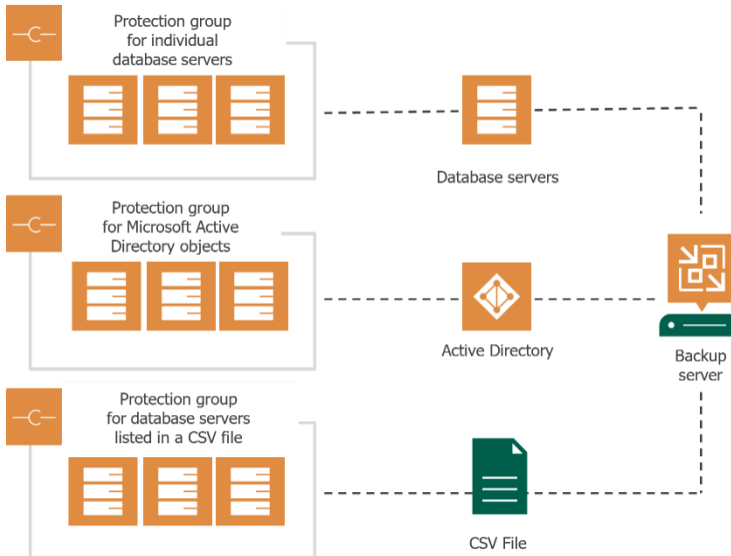 Protection group
for individual
database servers
Database servers
Protection group
for Microsoft Active
Directory objects
Active Directory
Backup
server
Protection group
for database servers
listed in a CSV file
CSV File